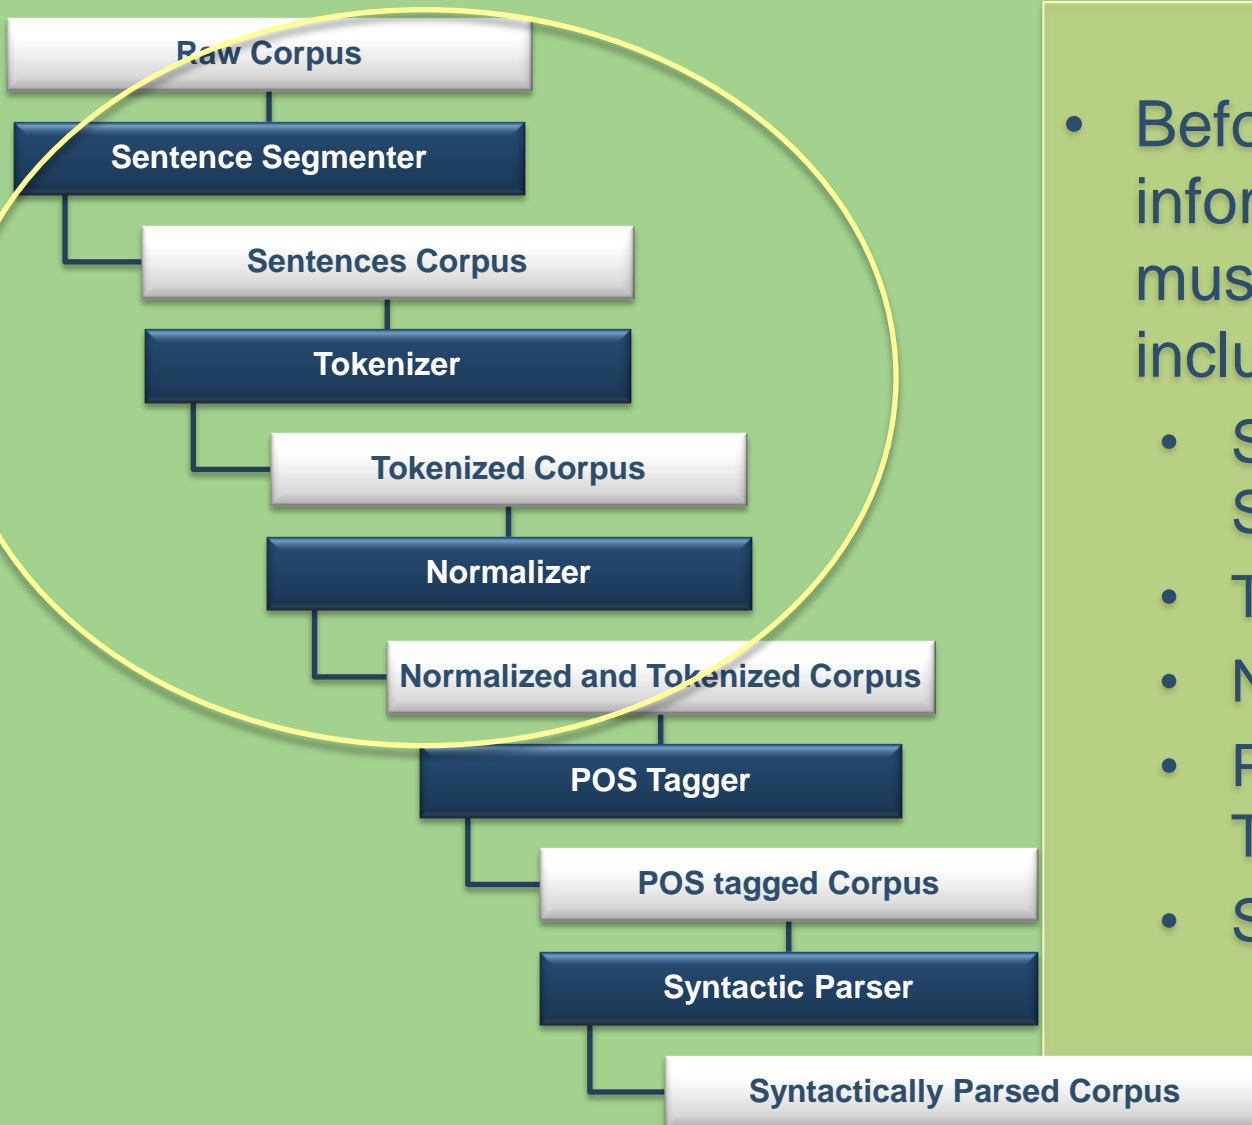 Raw Corpus
Sentence Segmenter
Sentences Corpus
Tokenizer
Tokenized Corpus
Normalizer
Normalized and Tokenized Corpus
POS Tagger
POS tagged Corpus
Syntactic Parser
Syntactically Parsed Corpus